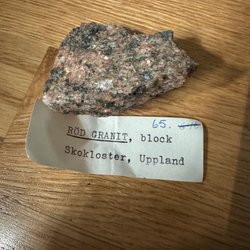 65.
RÖD GRANIT, block
Skokloster, Uppland